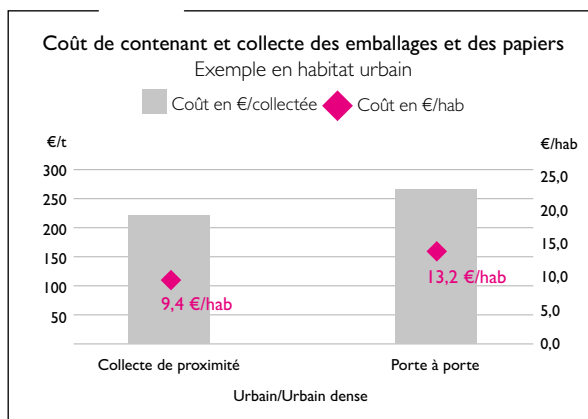 Coût de contenant et collecte des emballages et des papiers
Exemple en habitat urbain
Coût en €/collectée Coût en €/hab
€/t €/hab
300
250
200
150
100
50
25,0
20,0
15,0
10,0
5,0
0,0
9,4 €/hab
13,2 €/hab
Collecte de proximité Porte à porte
Urbain/Urbain dense